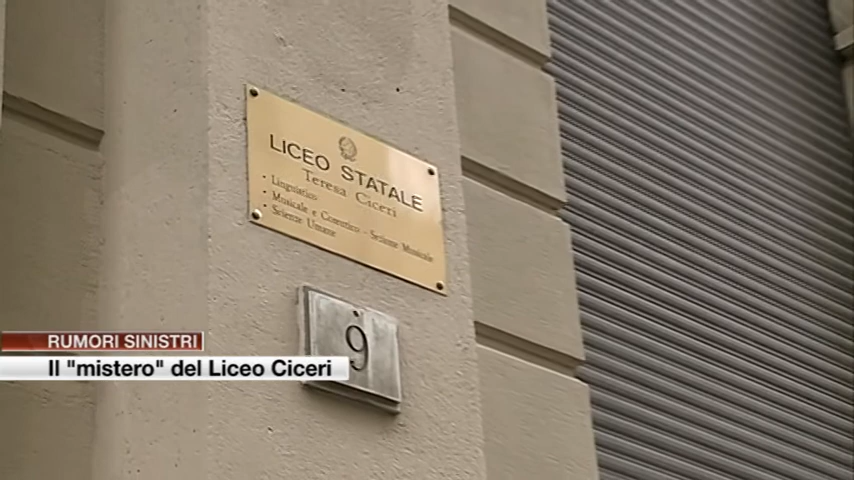 LICEO STATALE
Teresa Ciceri
• Linguistico
• Musicale e Coreutico - Sezione Musicale
• Scienze Umane
9
RUMORI SINISTRI
Il "mistero" del Liceo Ciceri